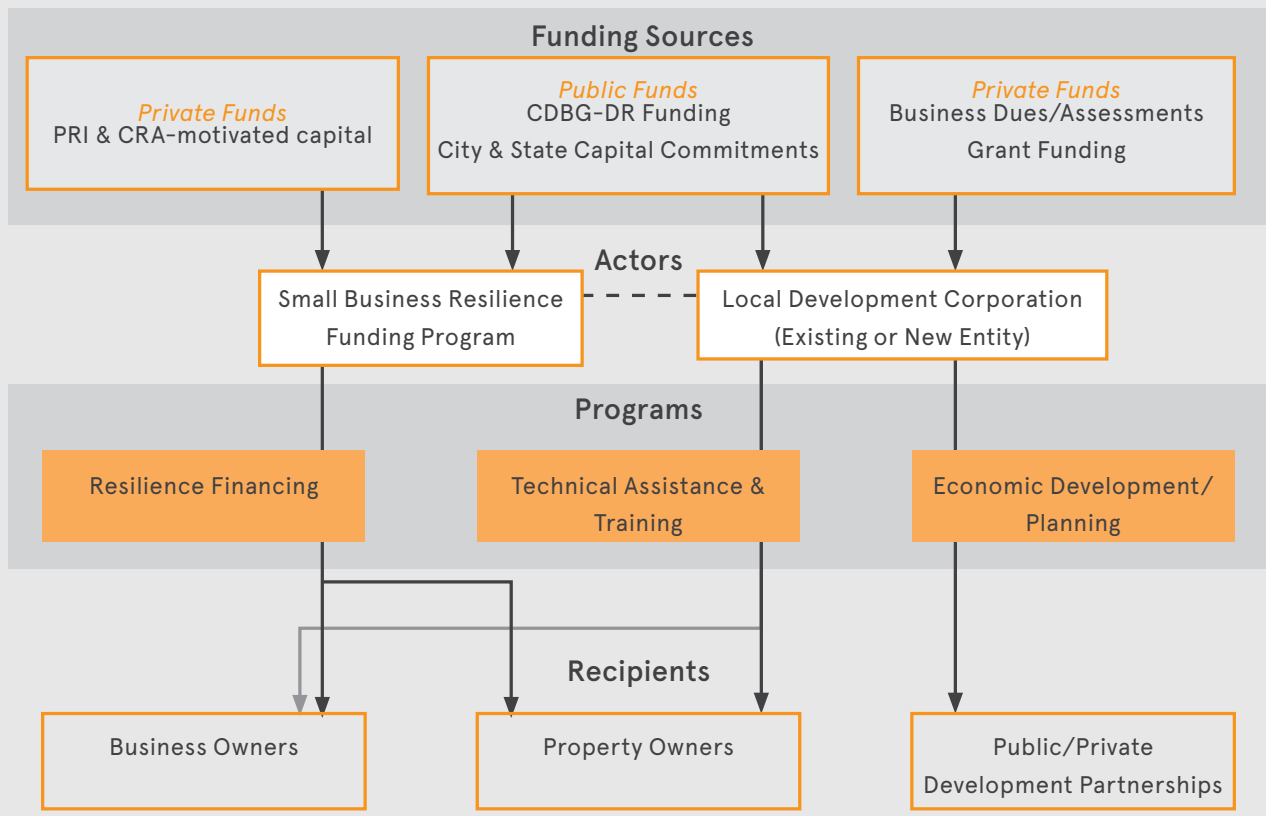 Funding Sources
Private Funds
PRI & CRA-motivated capital
Public Funds
CDBG-DR Funding
City & State Capital Commitments
Private Funds
Business Dues/Assessments
Grant Funding
Actors
Small Business Resilience
Funding Program
Local Development Corporation
(Existing or New Entity)
Programs
Resilience Financing
Technical Assistance &
Training
Economic Development/
Planning
Recipients
Business Owners
Property Owners
Public/Private
Development Partnerships